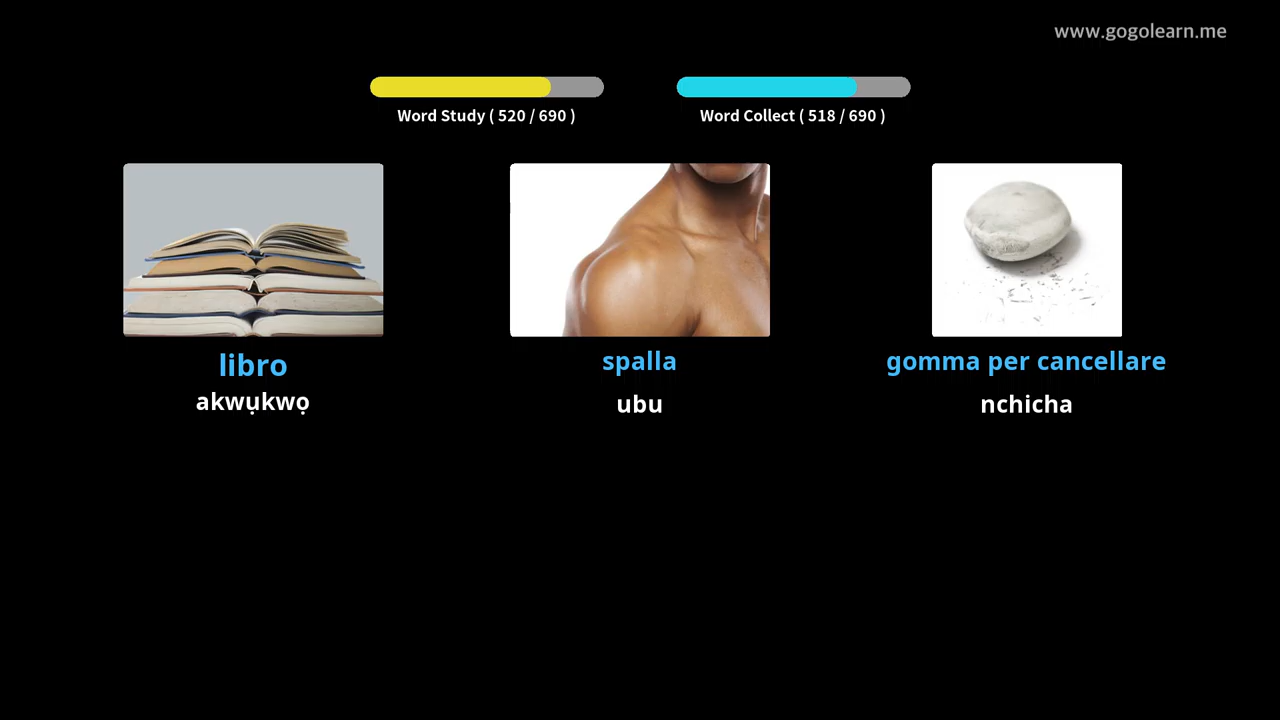 www.gogolearn.me
Word Study ( 520 / 690 )
Word Collect ( 518 / 690 )
libro
akwụkwọ
spalla
ubu
gomma per cancellare
nchicha